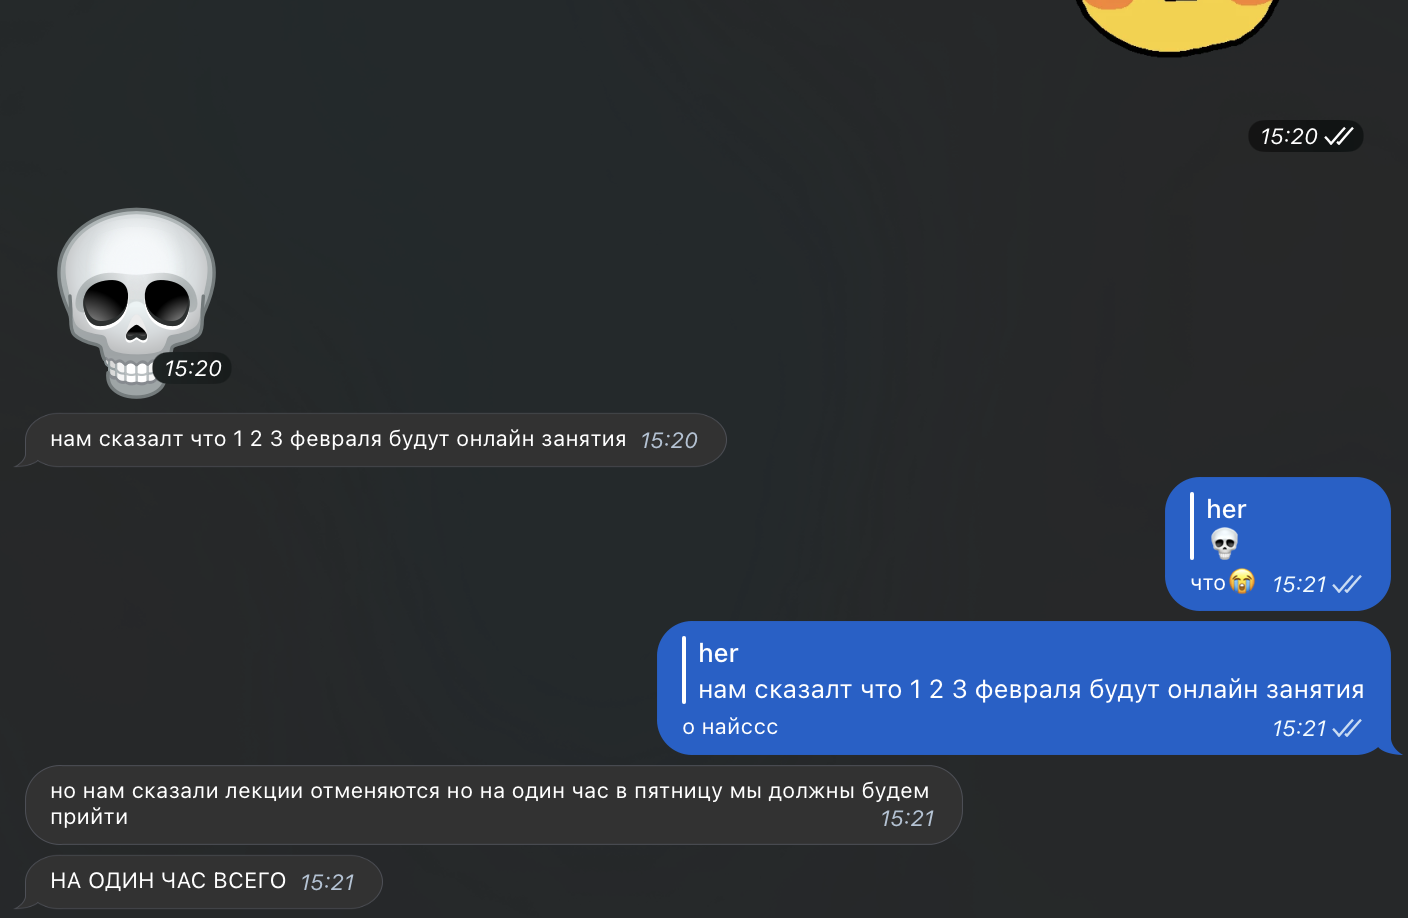 15:20
15:20
нам сказалт что 1 2 3 февраля будут онлайн занятия 15:20
her
💀
что😭 15:21
her
нам сказалт что 1 2 3 февраля будут онлайн занятия
о найссс 15:21
но нам сказали лекции отменяются но на один час в пятницу мы должны будем
прийти 15:21
НА ОДИН ЧАС ВСЕГО 15:21